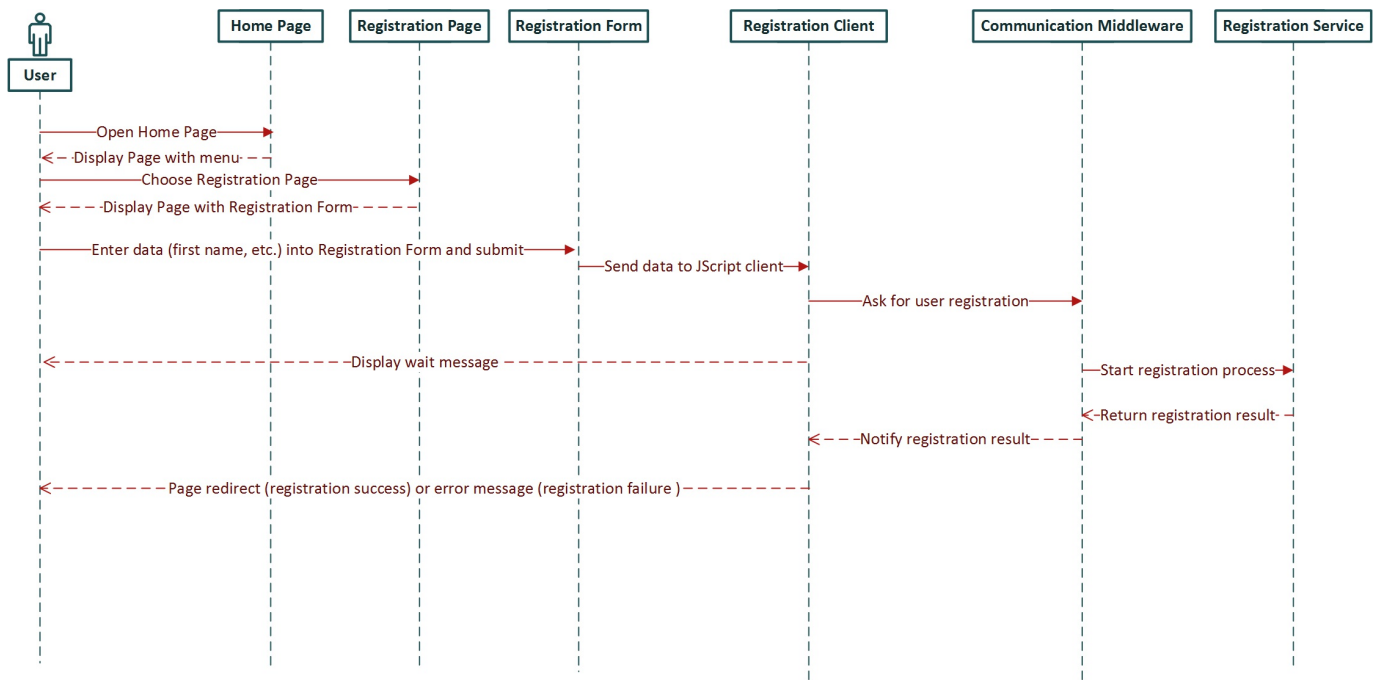 Home Page
Registration Page
Registration Form
Registration Client
Communication Middleware
Registration Service
User
Open Home Page
Display Page with menu
Choose Registration Page
Display Page with Registration Form
Enter data (first name, etc.) into Registration Form and submit
Send data to JScript client
Ask for user registration
Display wait message
Start registration process
Return registration result
Notify registration result
Page redirect (registration success) or error message (registration failure )